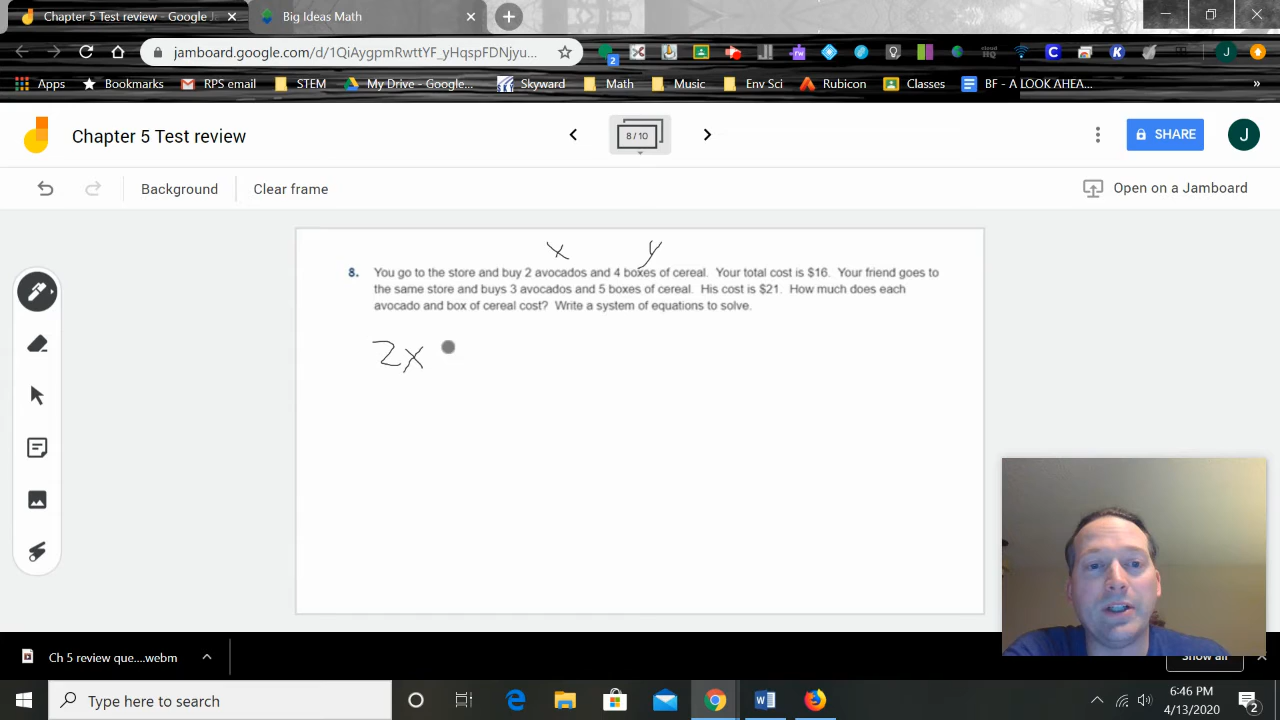 Chapter 5 Test review - Google J
Big Ideas Math
jamboard.google.com/d/1QiAygpmRwttYF_yHqspFDNjyu...
2
cloud HQ
J
Apps
Bookmarks
RPS email
STEM
My Drive - Google...
Skyward
Math
Music
Env Sci
Rubicon
Classes
BF - A LOOK AHEA...
»
Chapter 5 Test review
8 / 10
SHARE
J
Background
Clear frame
Open on a Jamboard
x y
8. You go to the store and buy 2 avocados and 4 boxes of cereal. Your total cost is $16. Your friend goes to
the same store and buys 3 avocados and 5 boxes of cereal. His cost is $21. How much does each
avocado and box of cereal cost? Write a system of equations to solve.
2x
Ch 5 review que....webm
Show all
Type here to search
6:46 PM
4/13/2020
2